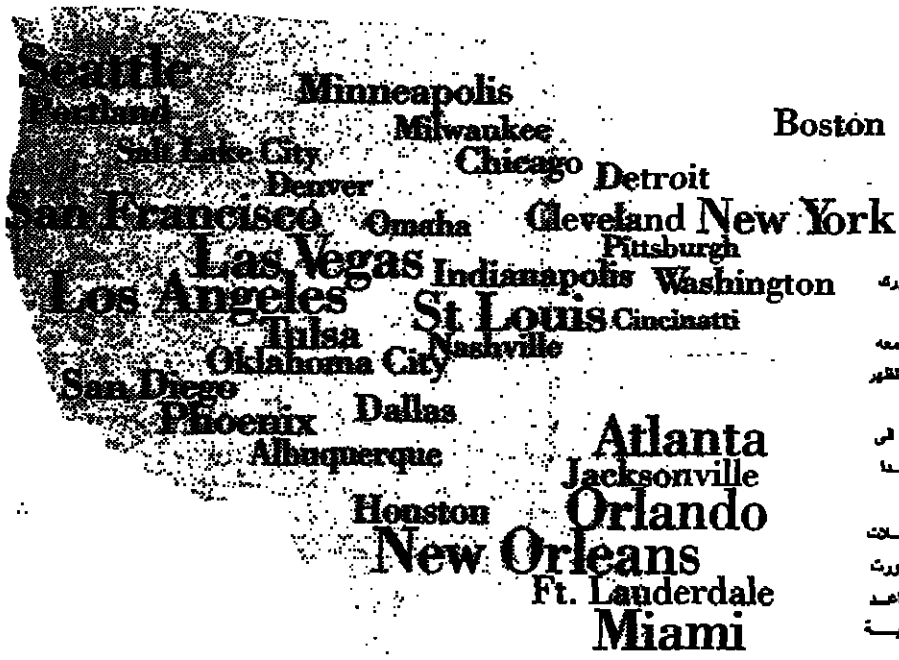 Seattle
Minneapolis
Portland
Milwaukee
Boston
Salt Lake City
Chicago
Denver
Detroit
San Francisco
Omaha
Cleveland
New York
Pittsburgh
Las Vegas
Indianapolis
Washington
Los Angeles
St Louis
Cincinatti
Tulsa
Nashville
Oklahoma City
San Diego
Dallas
Phoenix
Atlanta
Albuquerque
Jacksonville
Houston
Orlando
New Orleans
Ft. Lauderdale
Miami